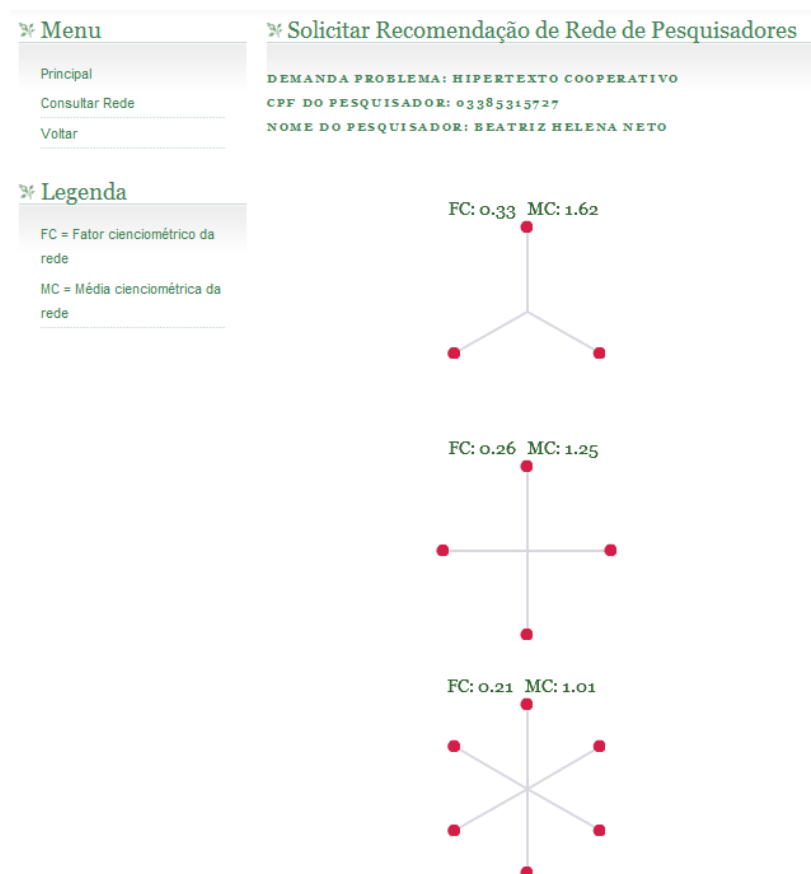 Menu
Principal
Consultar Rede
Voltar
Legenda
FC = Fator cienciométrico da
rede
MC = Média cienciométrica da
rede
Solicitar Recomendação de Rede de Pesquisadores
DEMANDA PROBLEMA: HIPERTEXTO COOPERATIVO
CPF DO PESQUISADOR: 03385315727
NOME DO PESQUISADOR: BEATRIZ HELENA NETO
FC: 0.33 MC: 1.62
FC: 0.26 MC: 1.25
FC: 0.21 MC: 1.01